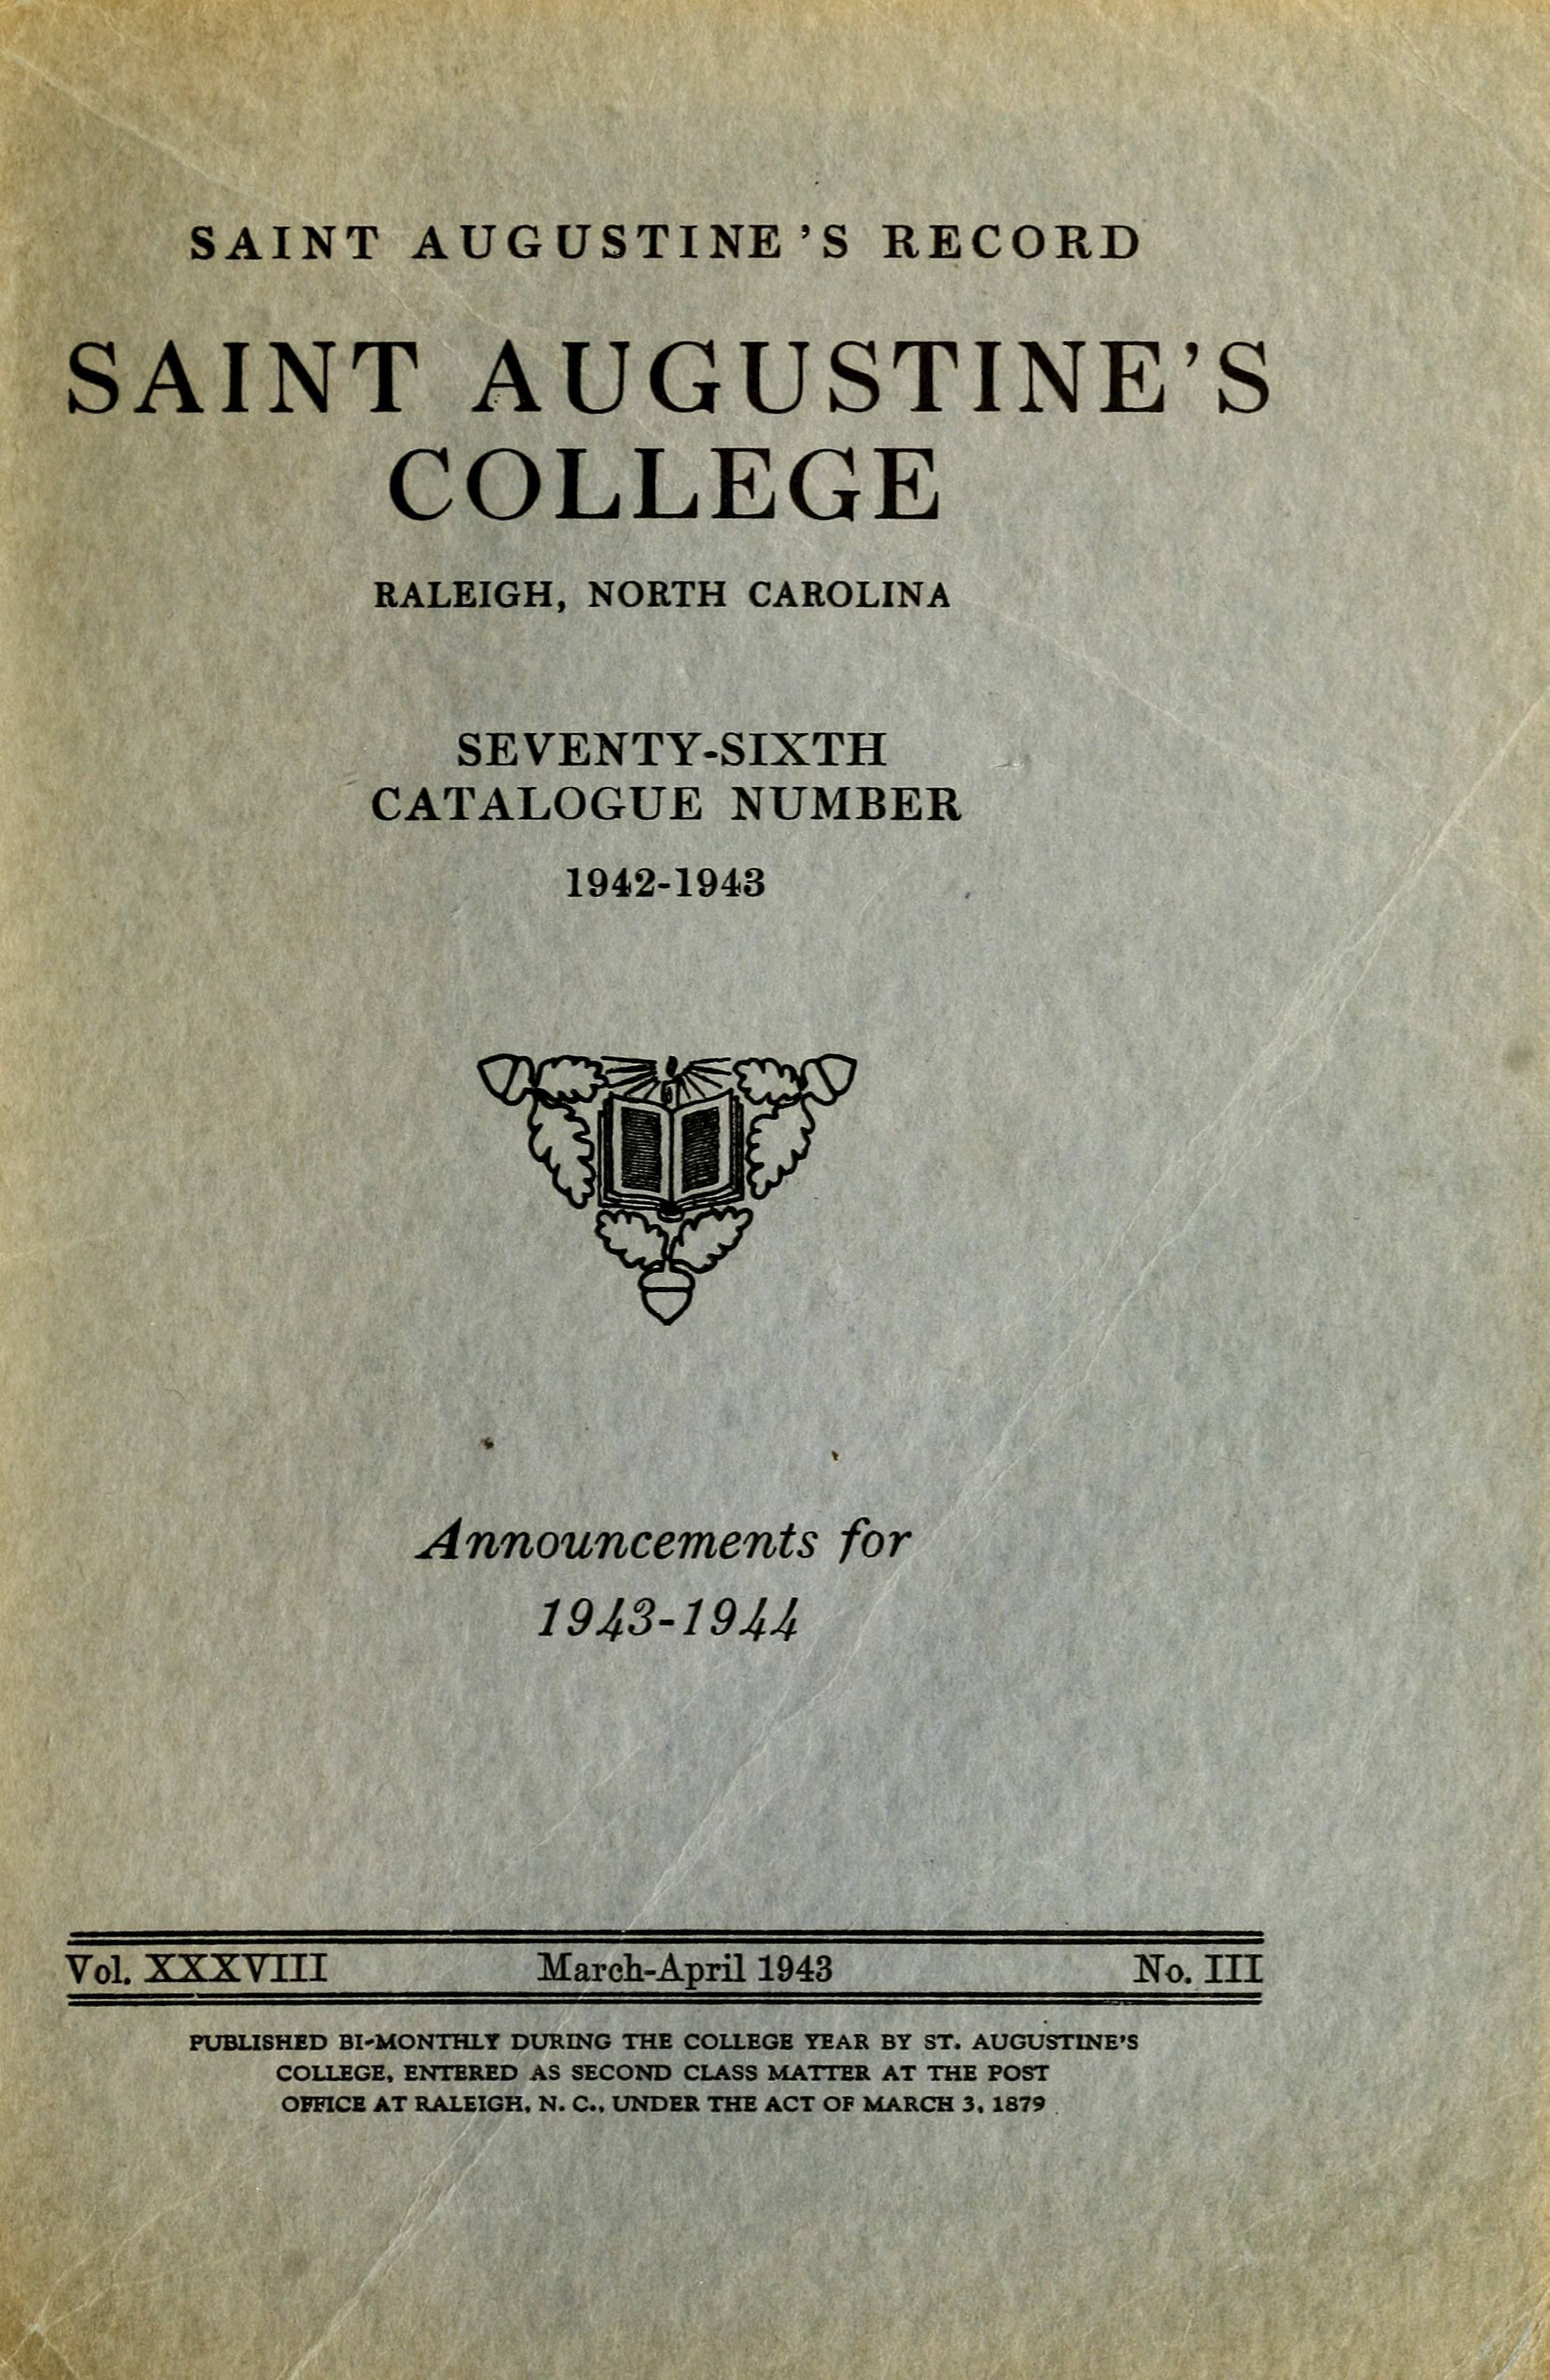 SAINT AUGUSTINE'S RECORD
SAINT AUGUSTINE'S
COLLEGE
RALEIGH, NORTH CAROLINA
SEVENTY-SIXTH
CATALOGUE NUMBER
1942-1943
Announcements for
1943-1944
Vol. XXXVIII March-April 1943 No. III
PUBLISHED BI-MONTHLY DURING THE COLLEGE YEAR BY ST. AUGUSTINE'S
COLLEGE, ENTERED AS SECOND CLASS MATTER AT THE POST
OFFICE AT RALEIGH, N. C., UNDER THE ACT OF MARCH 3, 1879